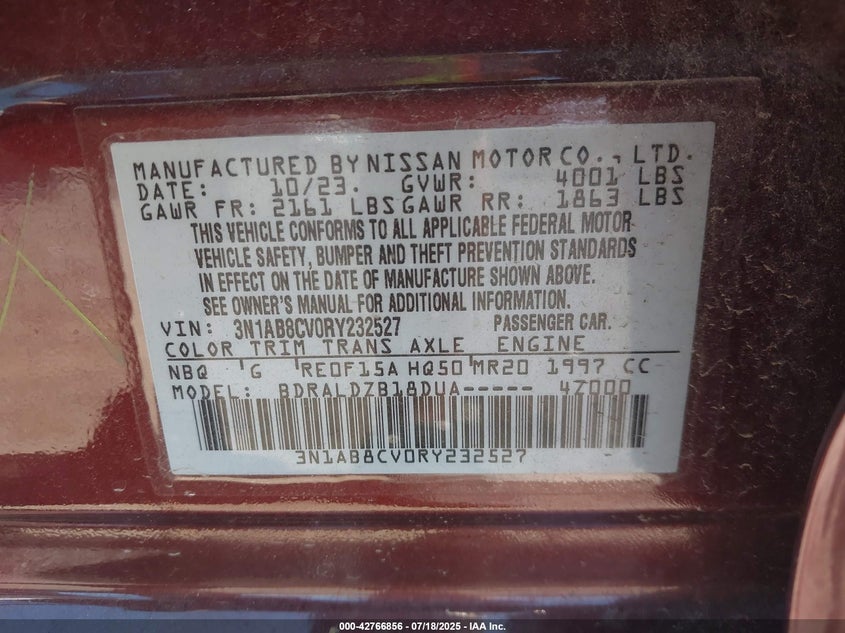 MANUFACTURED BY NISSAN MOTOR CO., LTD.
DATE: 10/23. GVWR: 4001 LBS
GAWR FR: 2161 LBS GAWR RR: 1863 LBS
THIS VEHICLE CONFORMS TO ALL APPLICABLE FEDERAL MOTOR
VEHICLE SAFETY, BUMPER AND THEFT PREVENTION STANDARDS
IN EFFECT ON THE DATE OF MANUFACTURE SHOWN ABOVE.
SEE OWNER'S MANUAL FOR ADDITIONAL INFORMATION.
VIN: 3N1AB8CV0RY232527 PASSENGER CAR.
COLOR TRIM TRANS AXLE ENGINE
NBQ G RE0F15A HQ50 MR20 1997 CC
MODEL: BDRALDZB18DUA----- 4Z000
3N1AB8CV0RY232527
000-42766856 | 07/18/2025 - IAA Inc.